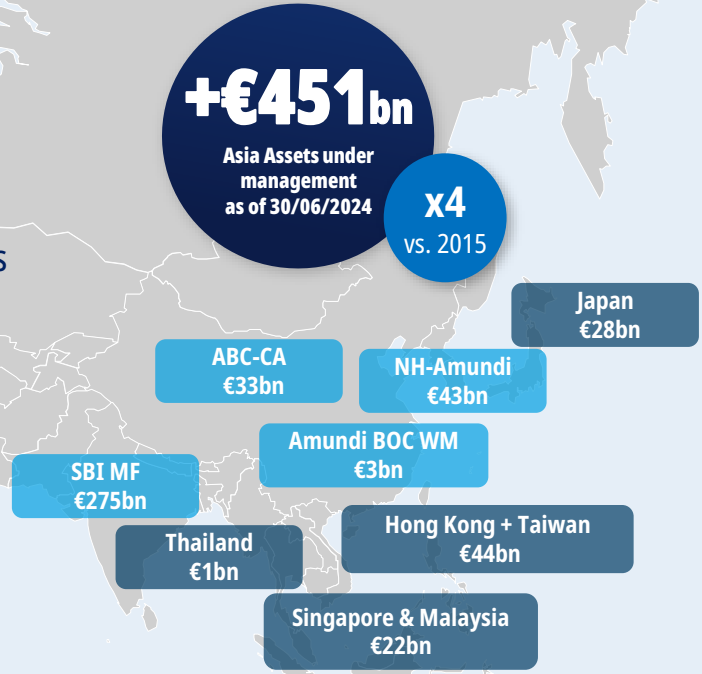 +€451bn
Asia Assets under
management
as of 30/06/2024
x4
vs. 2015
s
Japan
€28bn
ABC-CA
€33bn
NH-Amundi
€43bn
Amundi BOC WM
€3bn
SBI MF
€275bn
Hong Kong + Taiwan
€44bn
Thailand
€1bn
Singapore & Malaysia
€22bn